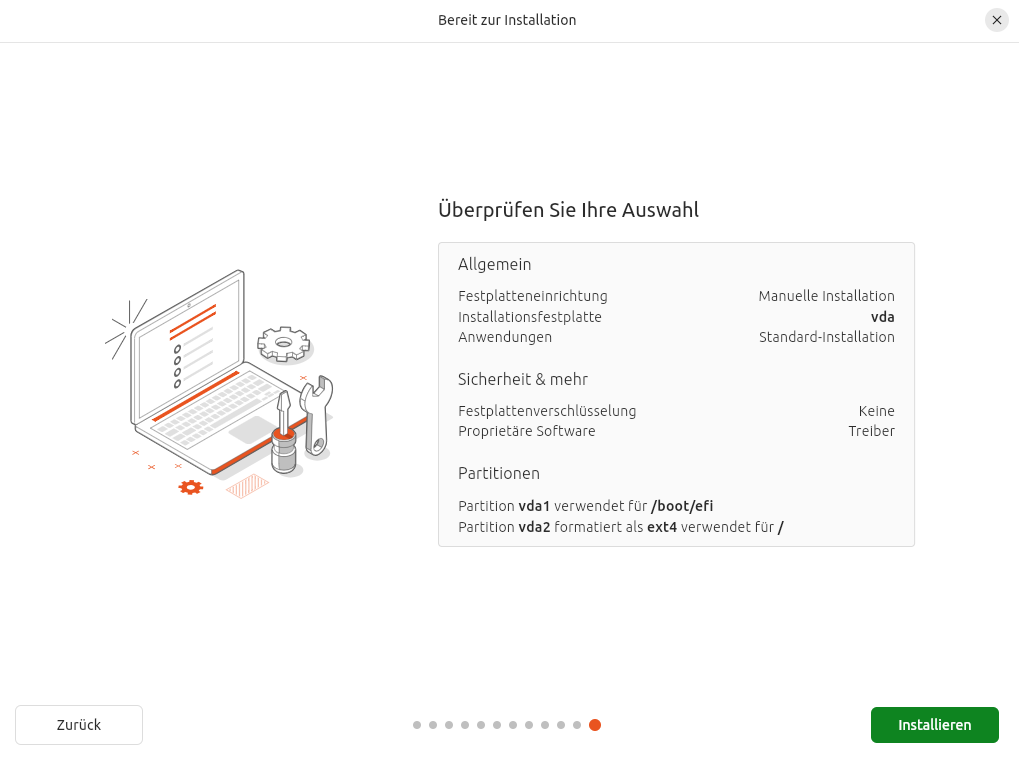 Bereit zur Installation
Überprüfen Sie Ihre Auswahl
Allgemein
Festplatteneinrichtung Manuelle Installation
Installationsfestplatte vda
Anwendungen Standard-Installation
Sicherheit & mehr
Festplattenverschlüsselung Keine
Proprietäre Software Treiber
Partitionen
Partition vda1 verwendet für /boot/efi
Partition vda2 formatiert als ext4 verwendet für /
Zurück
Installieren